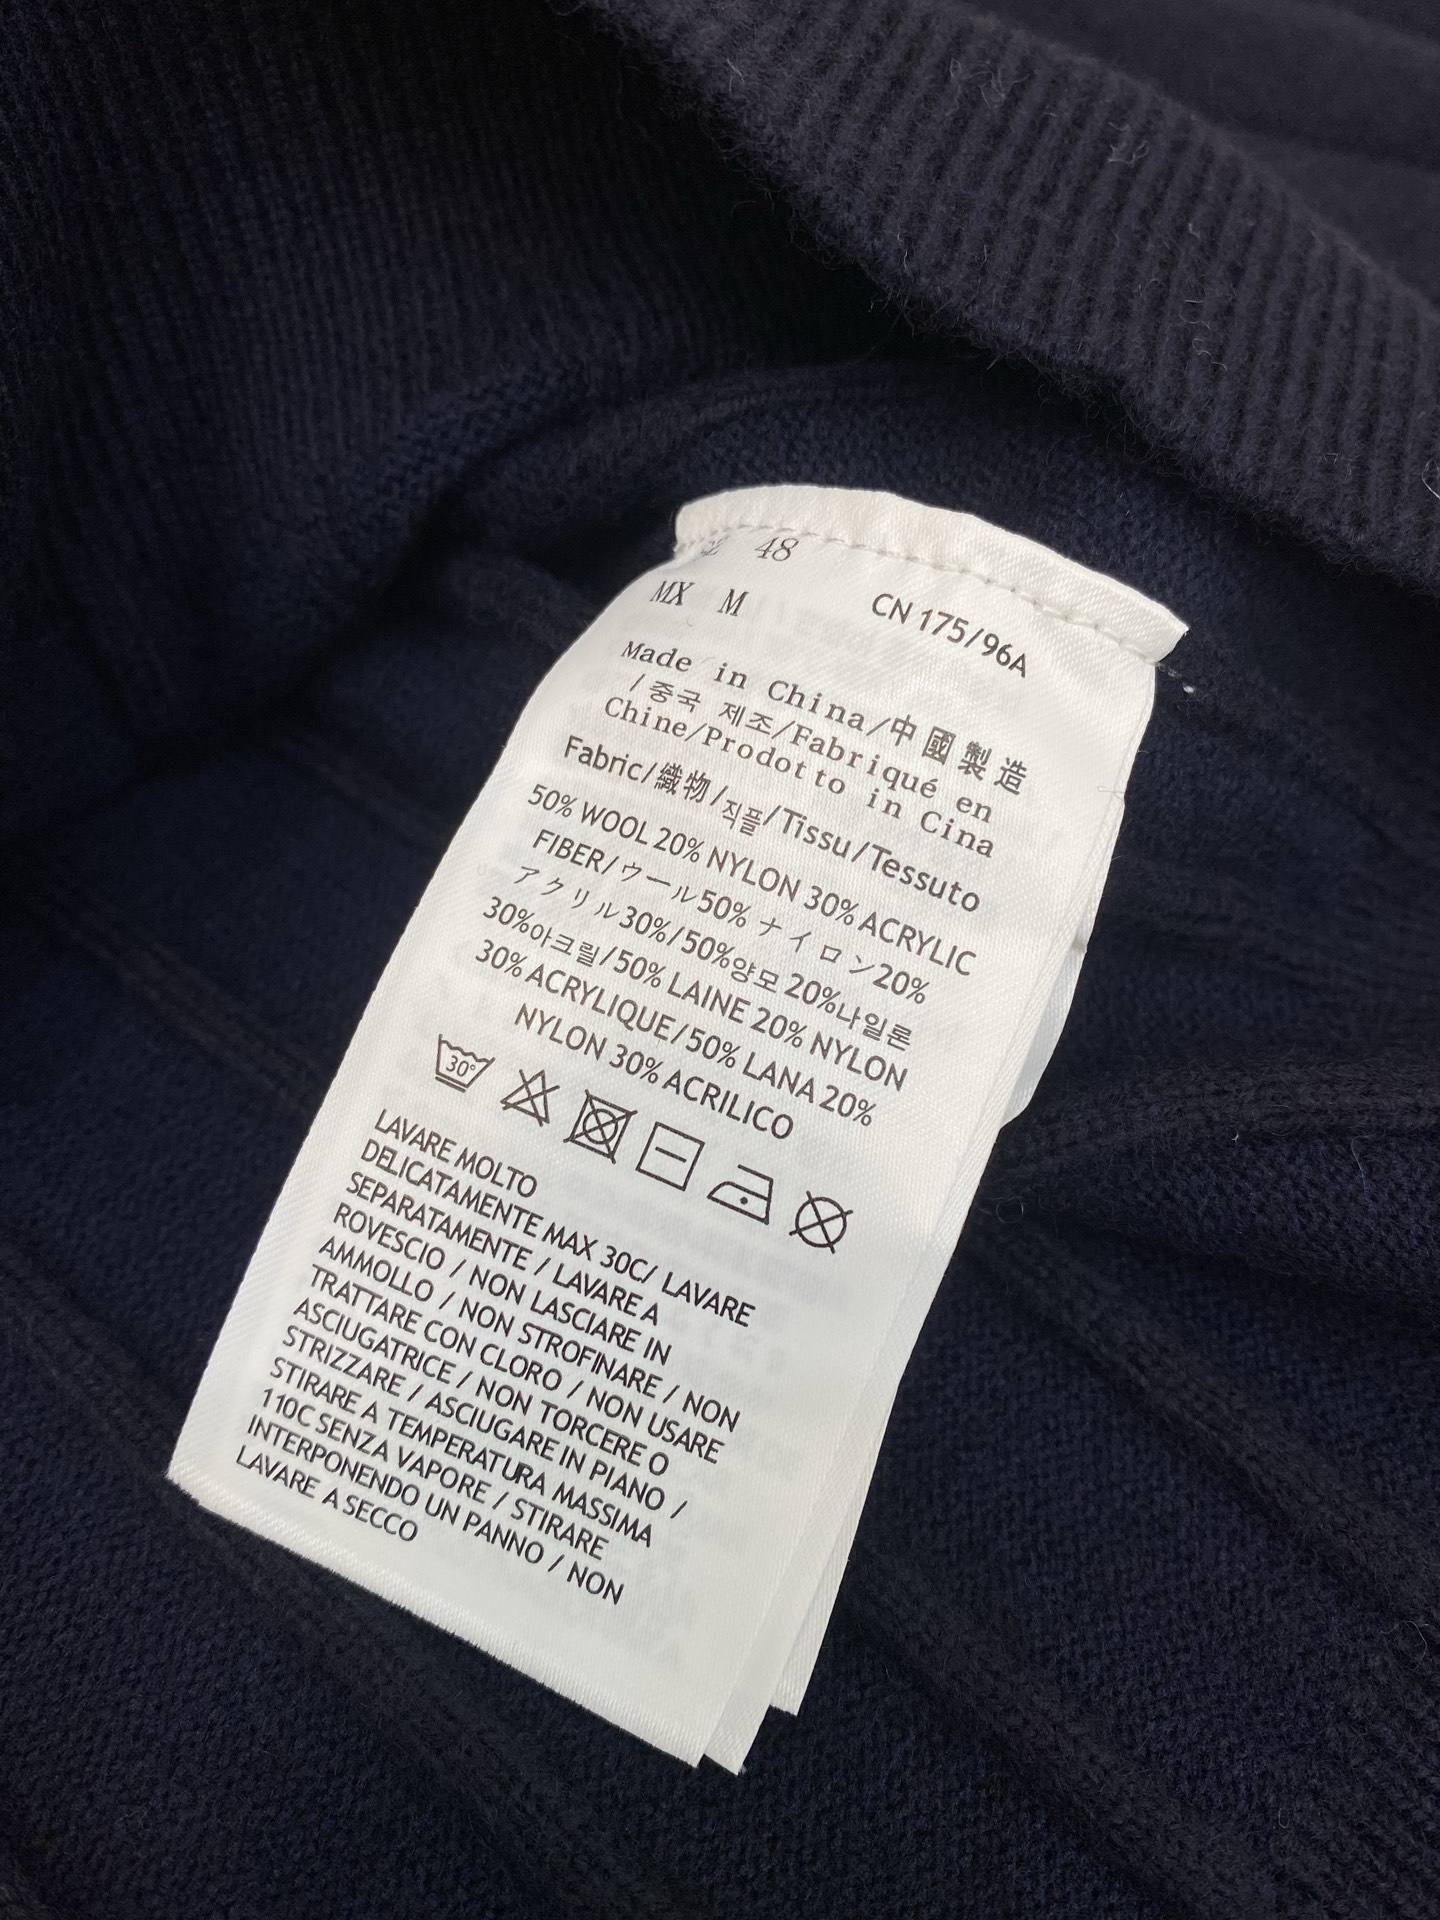 48
MX M
CN 175/96A
Made in China/中國製造
/중국 제조/Fabriqué en
Chine/Prodotto in Cina
Fabric/織物/직플/Tissu/Tessuto
50% WOOL 20% NYLON 30% ACRYLIC
FIBER/ウール50% ナイロン20%
アクリル30%/50%양모 20%나일론
30%아크릴/50% LAINE 20% NYLON
30% ACRYLIQUE/50% LANA 20%
NYLON 30% ACRILICO
30°
LAVARE MOLTO
DELICATAMENTE MAX 30C/ LAVARE
SEPARATAMENTE / LAVARE A
ROVESCIO / NON LASCIARE IN
AMMOLLO / NON STROFINARE / NON
TRATTARE CON CLORO / NON USARE
ASCIUGATRICE / NON TORCERE O
STRIZZARE / ASCIUGARE IN PIANO /
STIRARE A TEMPERATURA MASSIMA
110C SENZA VAPORE / STIRARE
INTERPONENDO UN PANNO / NON
LAVARE A SECCO